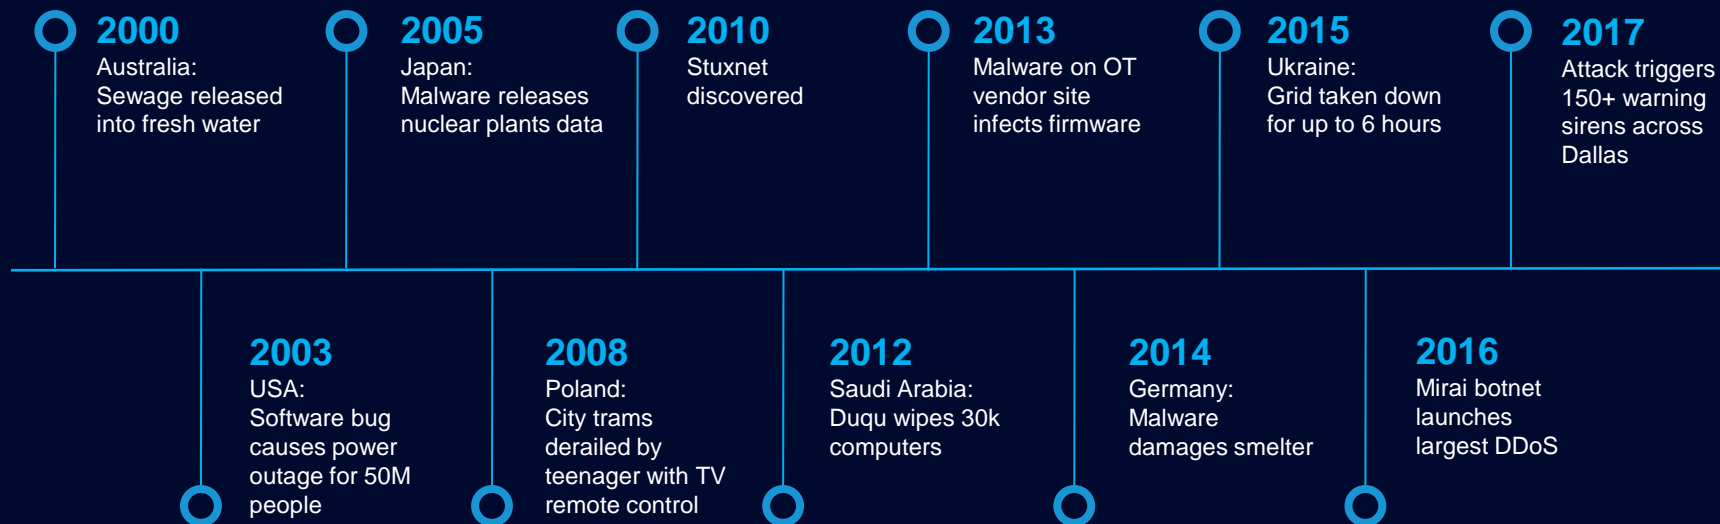 2000
Australia:
Sewage released
into fresh water
2005
Japan:
Malware releases
nuclear plants data
2010
Stuxnet
discovered
2013
Malware on OT
vendor site
infects firmware
2015
Ukraine:
Grid taken down
for up to 6 hours
2017
Attack triggers
150+ warning
sirens across
Dallas
2003
USA:
Software bug
causes power
outage for 50M
people
2008
Poland:
City trams
derailed by
teenager with TV
remote control
2012
Saudi Arabia:
Duqu wipes 30k
computers
2014
Germany:
Malware
damages smelter
2016
Mirai botnet
launches
largest DDoS